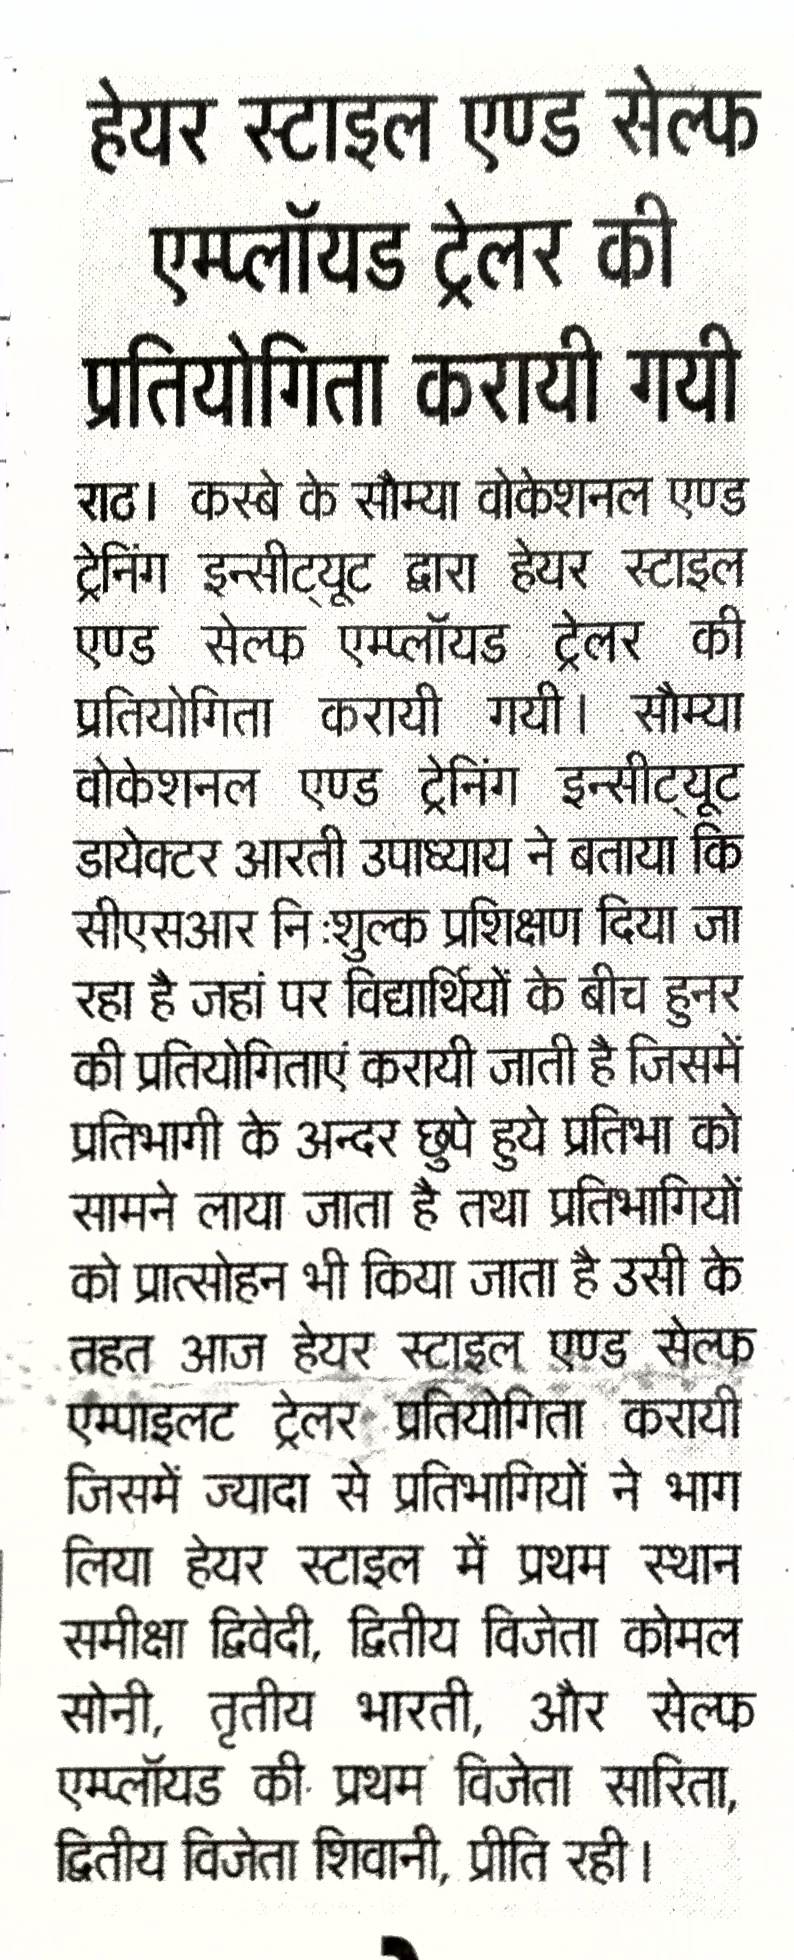 हेयर स्टाइल एण्ड सेल्फ
एम्प्लॉयड ट्रेलर की
प्रतियोगिता करायी गयी
राठ। कस्बे के सौम्या वोकेशनल एण्ड
ट्रेनिंग इन्सीट्यूट द्वारा हेयर स्टाइल
एण्ड सेल्फ एम्प्लॉयड ट्रेलर की
प्रतियोगिता करायी गयी। सौम्या
वोकेशनल एण्ड ट्रेनिंग इन्सीट्यूट
डायेक्टर आरती उपाध्याय ने बताया कि
सीएसआर नि :शुल्क प्रशिक्षण दिया जा
रहा है जहां पर विद्यार्थियों के बीच हुनर
की प्रतियोगिताएं करायी जाती है जिसमें
प्रतिभागी के अन्दर छुपे हुये प्रतिभा को
सामने लाया जाता है तथा प्रतिभागियों
को प्रात्सोहन भी किया जाता है उसी के
तहत आज हेयर स्टाइल एण्ड सेल्फ
एम्पाइलट ट्रेलर प्रतियोगिता करायी
जिसमें ज्यादा से प्रतिभागियों ने भाग
लिया हेयर स्टाइल में प्रथम स्थान
समीक्षा द्विवेदी, द्वितीय विजेता कोमल
सोनी, तृतीय भारती, और सेल्फ
एम्प्लॉयड की प्रथम विजेता सारिता,
द्वितीय विजेता शिवानी, प्रीति रही।